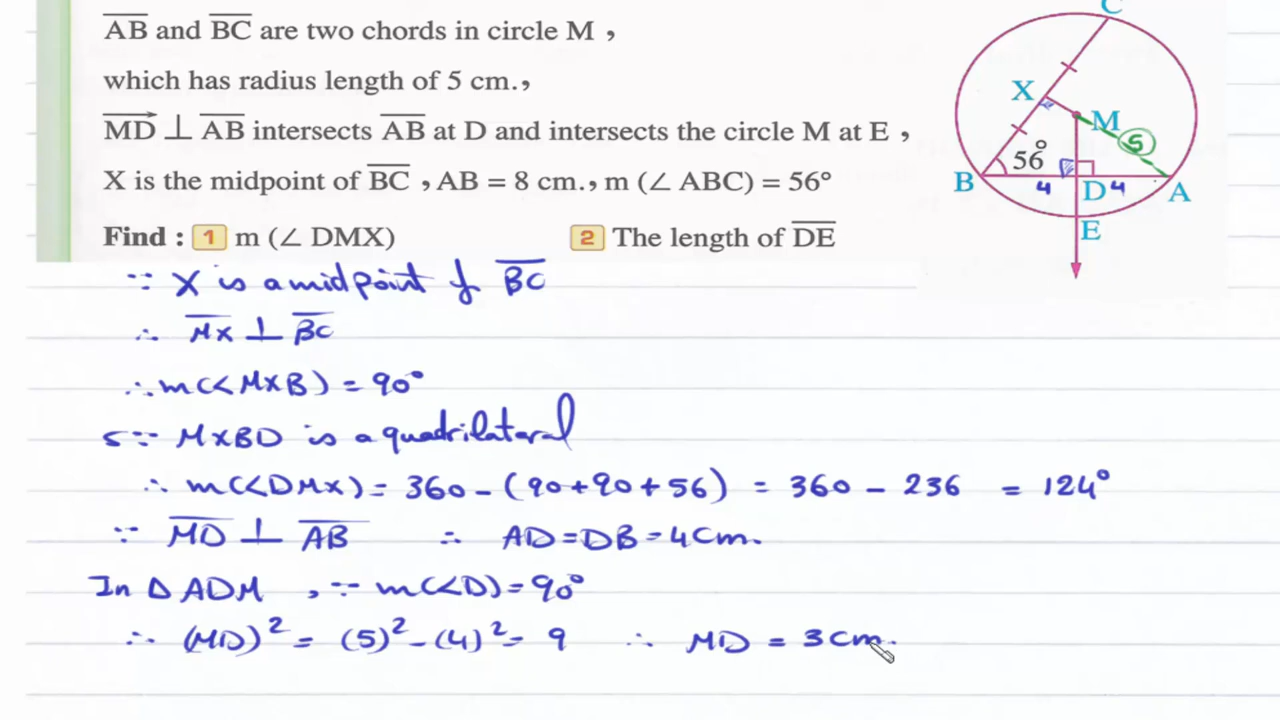 AB and BC are two chords in circle M ,
which has radius length of 5 cm.,
MD ⊥ AB intersects AB at D and intersects the circle M at E ,
X is the midpoint of BC , AB = 8 cm., m (∠ ABC) = 56°
Find : 1 m (∠ DMX) 2 The length of DE
C
X
M
5
56°
B
4
D
4
A
E
∵ X is a midpoint of BC
∴ MX ⊥ BC
∴ m(<MXB) = 90°
, ∵ MXBD is a quadrilateral
∴ m(<DMX) = 360 - (90+90+56) = 360 - 236 = 124°
∵ MD ⊥ AB ∴ AD = DB = 4 Cm.
In Δ ADM , ∵ m(<D) = 90°
∴ (MD)² = (5)² - (4)² = 9 ∴ MD = 3 Cm.